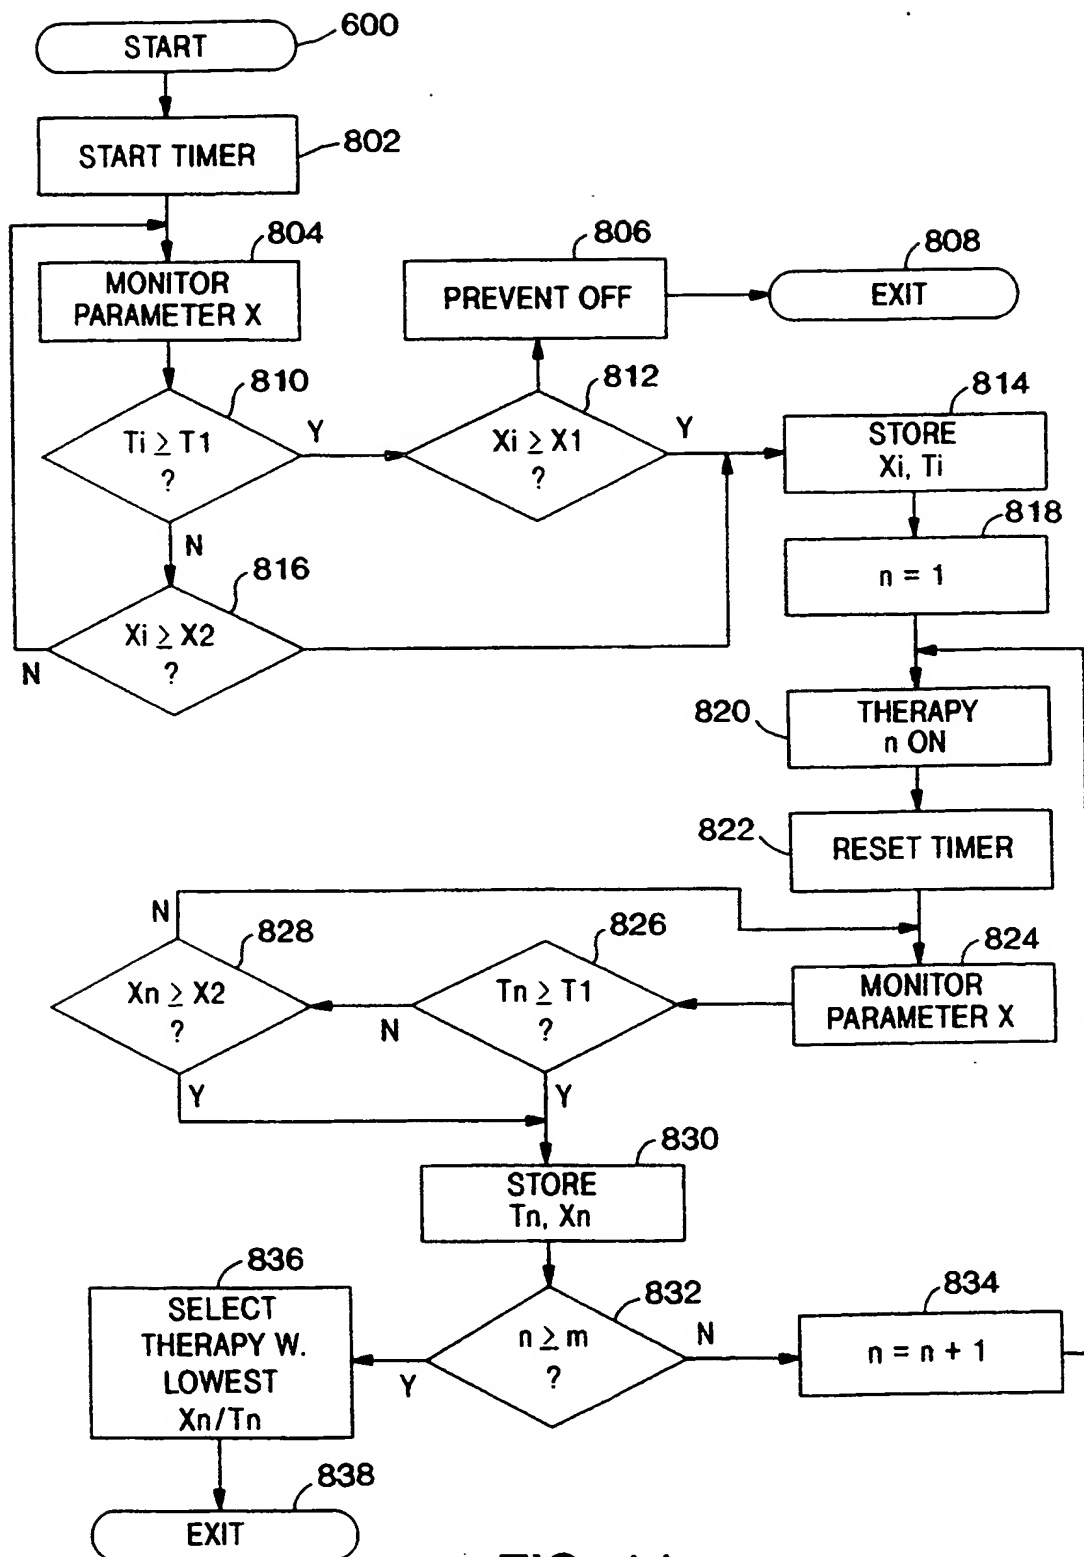 START
600
START TIMER
802
804
MONITOR
PARAMETER X
806
PREVENT OFF
808
EXIT
810
Ti ≥ T1
?
Y
N
812
Xi ≥ X1
?
Y
814
STORE
Xi, Ti
816
Xi ≥ X2
?
N
818
n = 1
820
THERAPY
n ON
822
RESET TIMER
824
MONITOR
PARAMETER X
826
Tn ≥ T1
?
N
Y
828
Xn ≥ X2
?
N
Y
830
STORE
Tn, Xn
832
n ≥ m
?
N
Y
834
n = n + 1
836
SELECT
THERAPY W.
LOWEST
Xn/Tn
838
EXIT